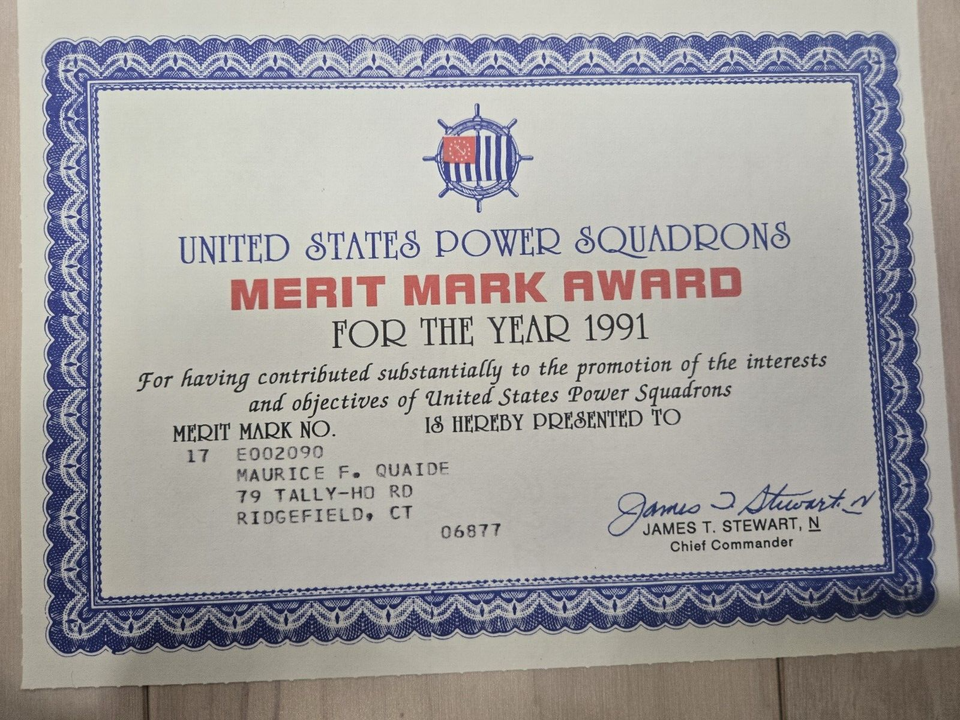 UNITED STATES POWER SQUADRONS
MERIT MARK AWARD
FOR THE YEAR 1991
For having contributed substantially to the promotion of the interests
and objectives of United States Power Squadrons
MERIT MARK NO. IS HEREBY PRESENTED TO
17 E002090
MAURICE F. QUAIDE
79 TALLY-HO RD
RIDGEFIELD, CT
06877
James T Stewart, N
JAMES T. STEWART, N
Chief Commander